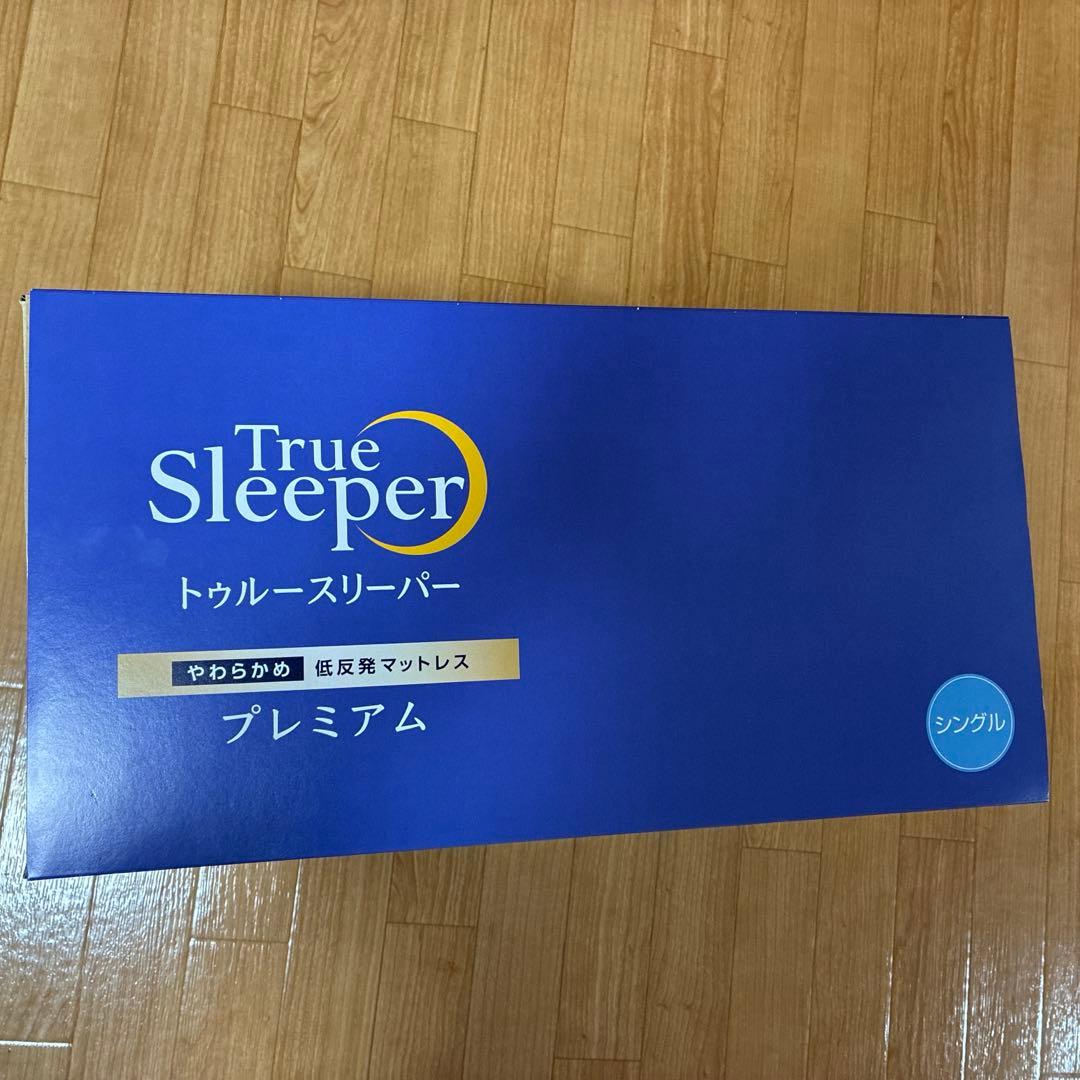 True
Sleeper
トゥルースリーパー
やわらかめ 低反発マットレス
プレミアム
シングル